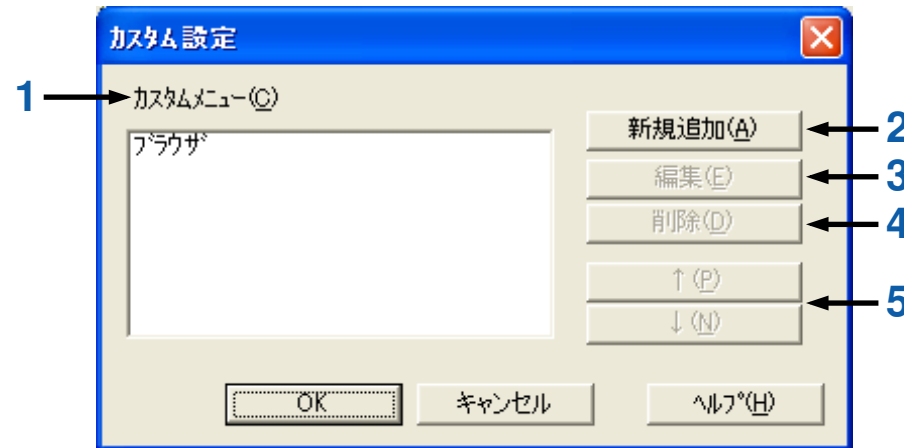 カスタム設定
1 カスタムメニュー(C)
ブラウザ
新規追加(A) 2
編集(E) 3
削除(D) 4
↑(P)
5
↓(N)
OK キャンセル ヘルプ(H)